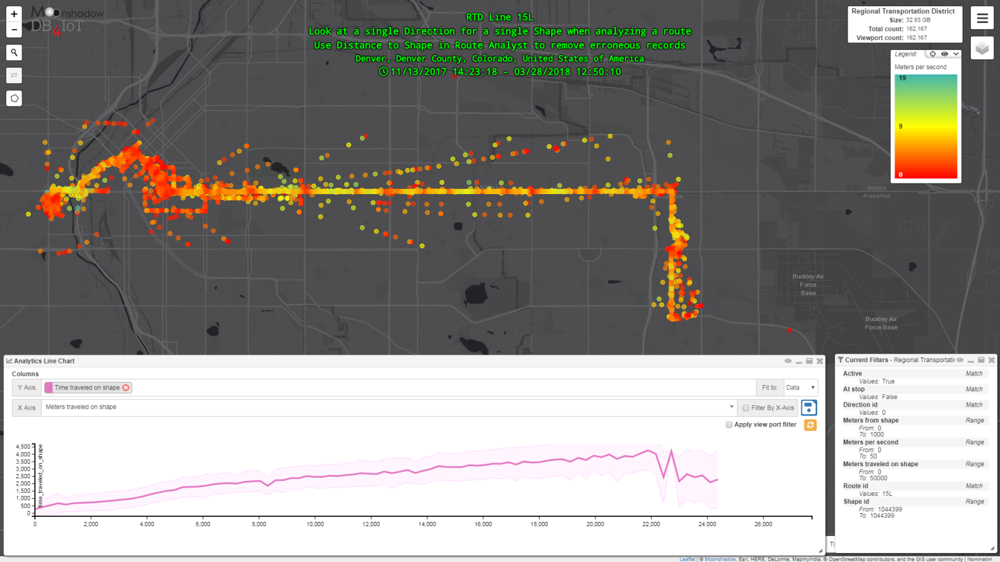 +
−
Moonshadow
DB4IoT
RTD Line 15L
Look at a single Direction for a single Shape when analyzing a route
Use Distance to Shape in Route Analyst to remove erroneous records
Denver, Denver County, Colorado, United States of America
11/13/2017 14:23:18 - 03/28/2018 12:50:10
Regional Transportation District
Size: 32.93 GB
Total count: 162,167
Viewport count: 162,167
Legend:
Meters per second
19
9
0
Adams
Arapahoe
Buckley Air
Force
Base
Buckley Air
Force Base
Analytics Line Chart
Columns
Y Axis Time traveled on shape Fit to: Data
X Axis Meters traveled on shape Filter By X-Axis
Apply view port filter
time_traveled_on_shape
4,500
4,000
3,500
3,000
2,500
2,000
1,500
1,000
500
0
0 2,000 4,000 6,000 8,000 10,000 12,000 14,000 16,000 18,000 20,000 22,000 24,000 26,000
Current Filters - Regional Transportatic
Active Match
Values: True
At stop Match
Values: False
Direction id Match
Values: 0
Meters from shape Range
From: 0
To: 1000
Meters per second Range
From: 0
To: 50
Meters traveled on shape Range
From: 0
To: 50000
Route id Match
Values: 15L
Shape id Range
From: 1044399
To: 1044399
Ti
Leaflet | © Moonshadow, Esri, HERE, DeLorme, MapmyIndia, © OpenStreetMap contributors, and the GIS user community | Nominatim